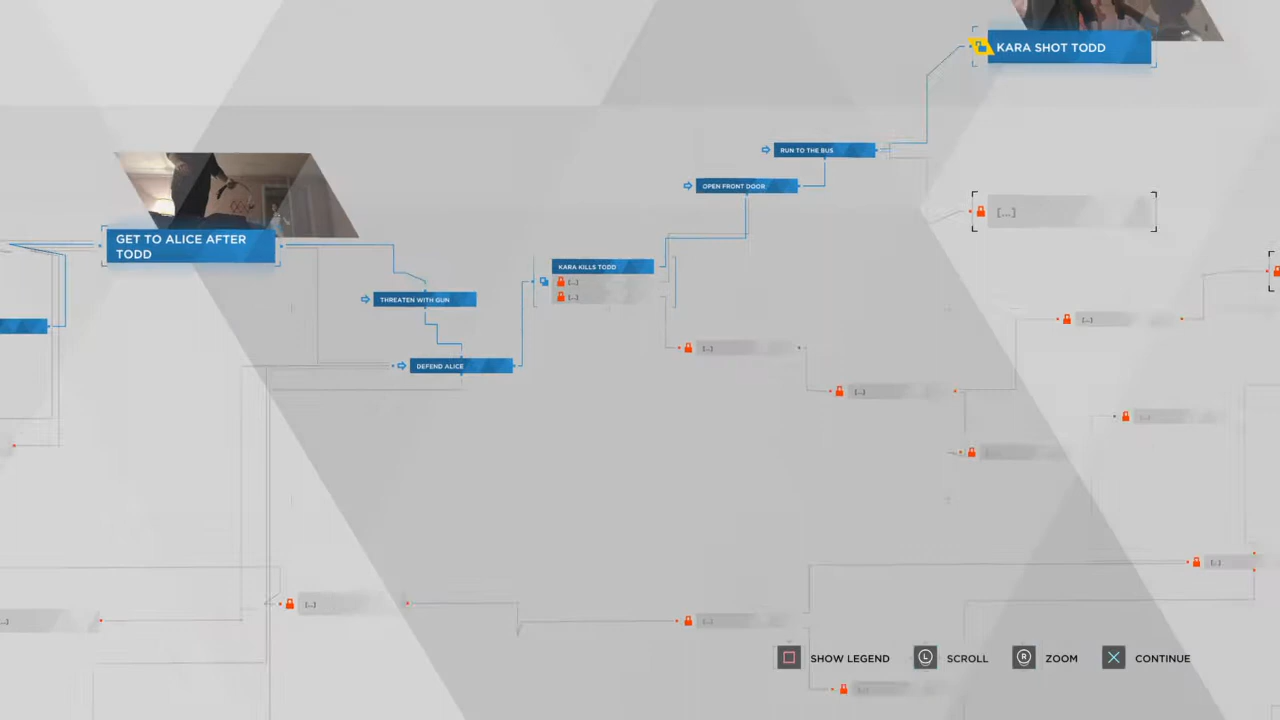 KARA SHOT TODD
RUN TO THE BUS
OPEN FRONT DOOR
[...]
GET TO ALICE AFTER
TODD
KARA KILLS TODD
[...]
[...]
THREATEN WITH GUN
[...]
[...]
DEFEND ALICE
[...]
[...]
[...]
[...]
[...]
[...]
[...]
[...]
SHOW LEGEND
L
SCROLL
R
ZOOM
CONTINUE
[...]